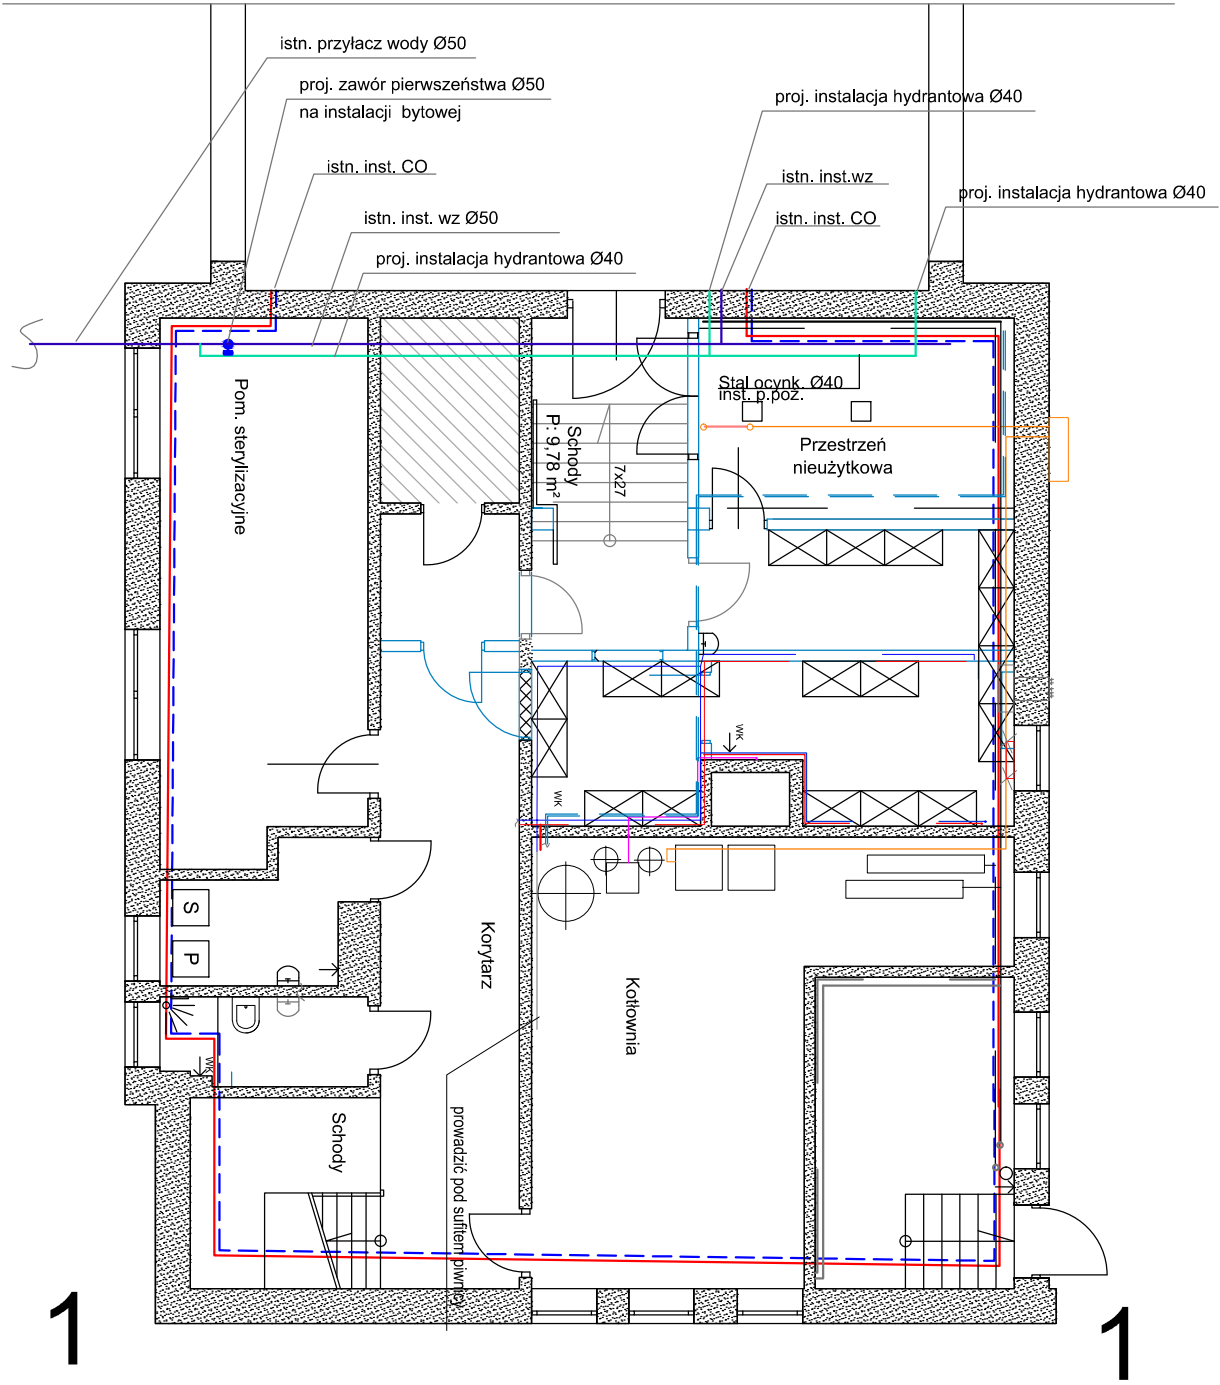 istn. przyłacz wody Ø50
proj. zawór pierwszeństwa Ø50
na instalacji bytowej
proj. instalacja hydrantowa Ø40
istn. inst. CO
istn. inst.wz
proj. instalacja hydrantowa Ø40
istn. inst. wz Ø50
istn. inst. CO
proj. instalacja hydrantowa Ø40
Stal ocynk. Ø40
inst. p.poż.
Pom. sterylizacyjne
Schody
P: 9,78 m²
7x27
Przestrzeń
nieużytkowa
WK
WK
S
P
Korytarz
Kotłownia
WK
Schody
prowadzić pod sufitem piwnicy
1
1